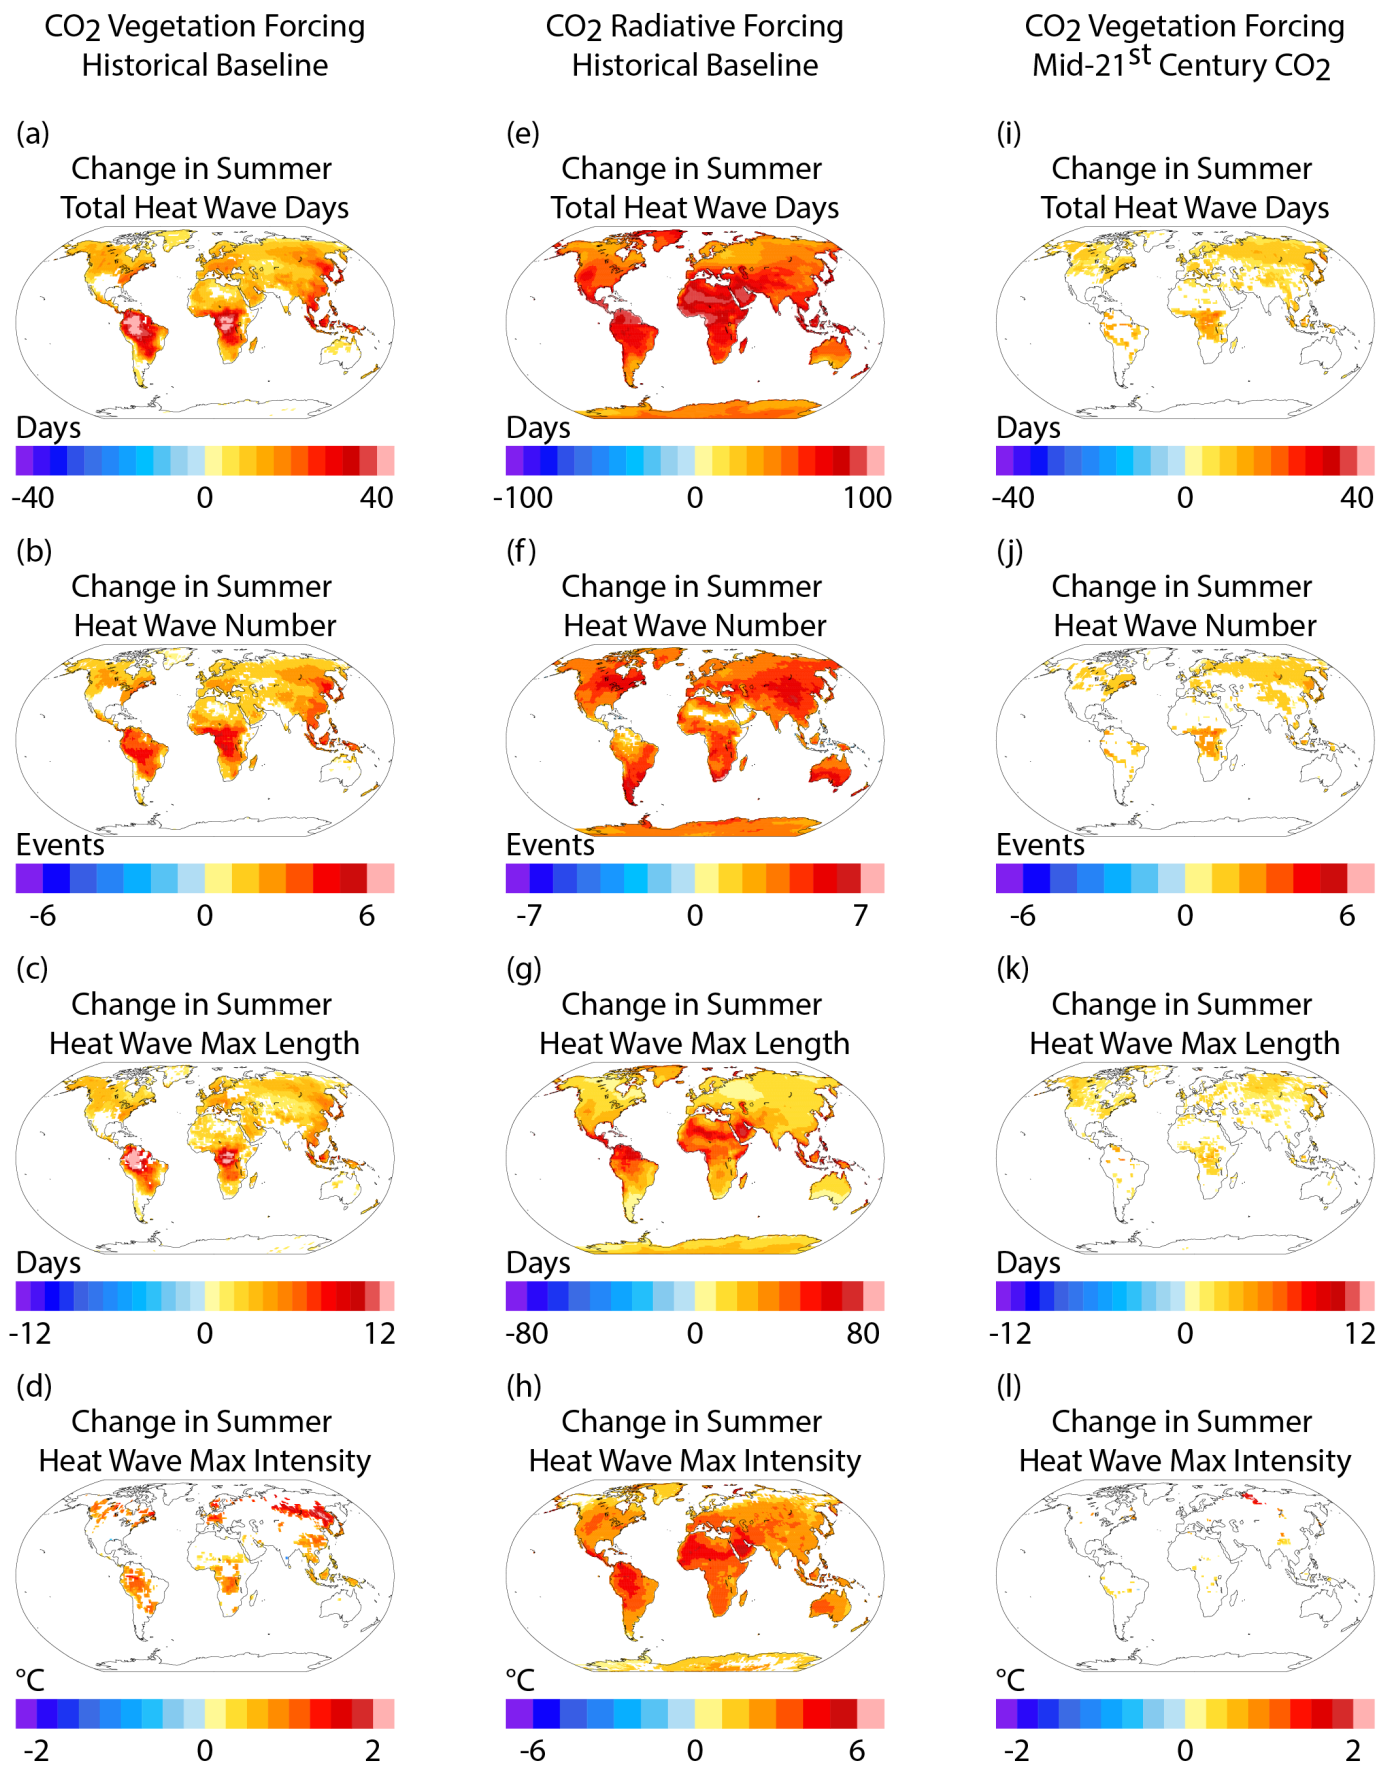 CO2 Vegetation Forcing
Historical Baseline
CO2 Radiative Forcing
Historical Baseline
CO2 Vegetation Forcing
Mid-21st Century CO2
(a)
Change in Summer
Total Heat Wave Days
Days
-40 0 40
(e)
Change in Summer
Total Heat Wave Days
Days
-100 0 100
(i)
Change in Summer
Total Heat Wave Days
Days
-40 0 40
(b)
Change in Summer
Heat Wave Number
Events
-6 0 6
(f)
Change in Summer
Heat Wave Number
Events
-7 0 7
(j)
Change in Summer
Heat Wave Number
Events
-6 0 6
(c)
Change in Summer
Heat Wave Max Length
Days
-12 0 12
(g)
Change in Summer
Heat Wave Max Length
Days
-80 0 80
(k)
Change in Summer
Heat Wave Max Length
Days
-12 0 12
(d)
Change in Summer
Heat Wave Max Intensity
°C
-2 0 2
(h)
Change in Summer
Heat Wave Max Intensity
°C
-6 0 6
(l)
Change in Summer
Heat Wave Max Intensity
°C
-2 0 2